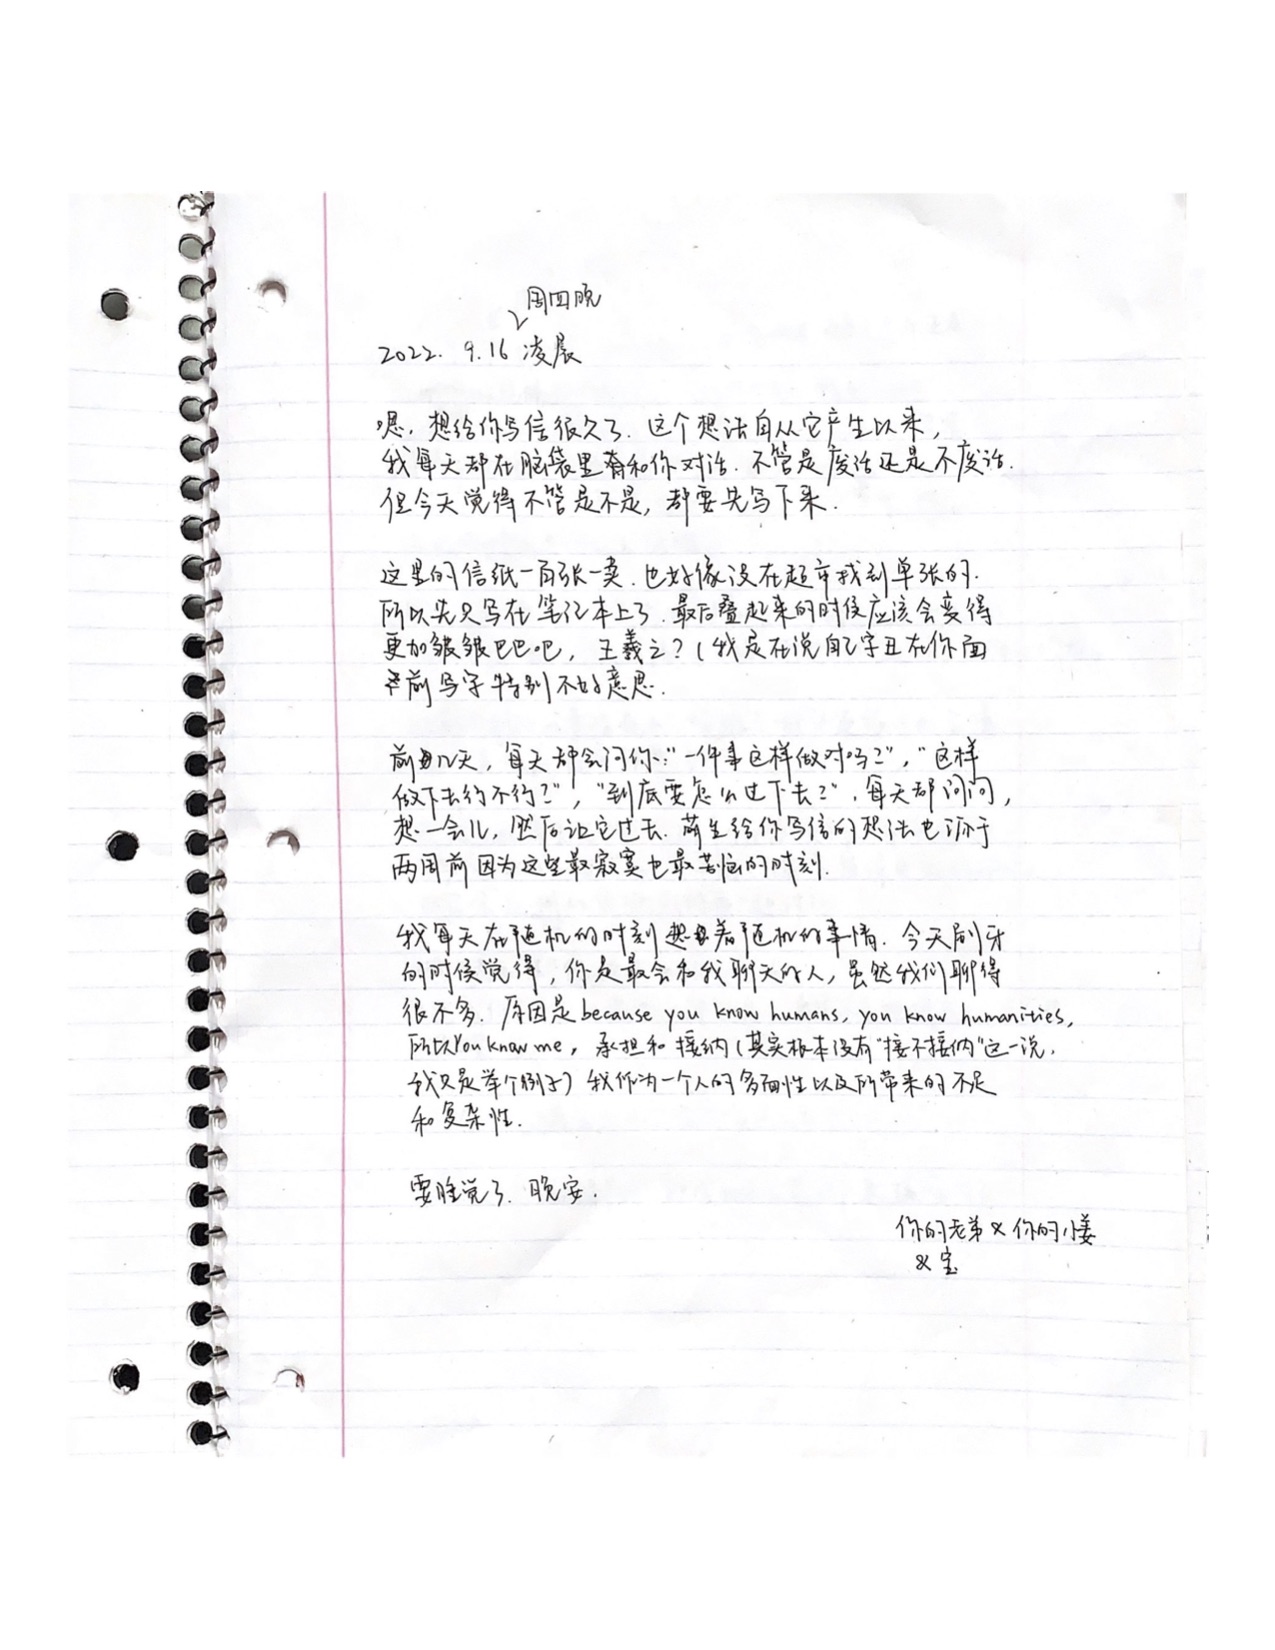 周四晚
2022. 9.16 凌晨
嗯, 想给你写信很久了. 这个想法自从它产生以来,
我每天都在脑袋里和你对话. 不管是废话还是不废话.
但今天觉得不管是不是, 都要先写下来.
这里的信纸一百张一卖. 也好像没在超市找到单张的.
所以先只写在笔记本上了. 最后叠起来的时候应该会变得
更加皱皱巴巴吧, 王羲之? (我是在说自己字丑在你面
前写字特别不好意思.
前几天, 每天都会问你: "一件事这样做对吗?", "这样
做下去行不行?", "到底要怎么过下去?". 每天都问问,
想一会儿, 然后让它过去. 萌生给你写信的想法也源于
两周前因为这些最寂寞也最苦恼的时刻.
我每天在随机的时刻想着随机的事情. 今天刷牙
的时候觉得, 你是最会和我聊天的人, 虽然我们聊得
很不多. 原因是because you know humans, you know humanities,
所以You know me, 承担和接纳(其实根本没有"接不接纳"这一说,
我只是举个例子) 我作为一个人的多面性以及所带来的不足
和复杂性.
要睡觉了. 晚安.
你的老弟 & 你的小姜
& 宝